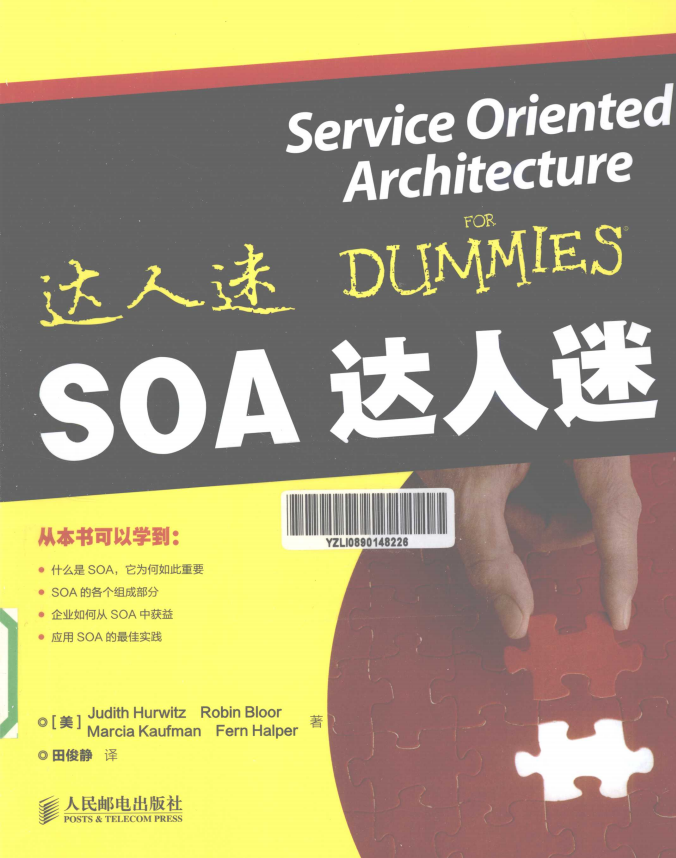 Service Oriented
Architecture
达人迷
FOR
DUMMIES®
SOA 达人迷
YZLI0890148226
从本书可以学到：
• 什么是 SOA，它为何如此重要
• SOA 的各个组成部分
• 企业如何从 SOA 中获益
• 应用 SOA 的最佳实践
◎ [美] Judith Hurwitz Robin Bloor
Marcia Kaufman Fern Halper 著
◎ 田俊静 译
人民邮电出版社
POSTS & TELECOM PRESS